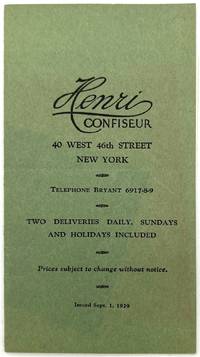 Henri
CONFISEUR
40 WEST 46th STREET
NEW YORK
TELEPHONE BRYANT 6917-8-9
TWO DELIVERIES DAILY, SUNDAYS
AND HOLIDAYS INCLUDED
Prices subject to change without notice.
Issued Sept. 1, 1929